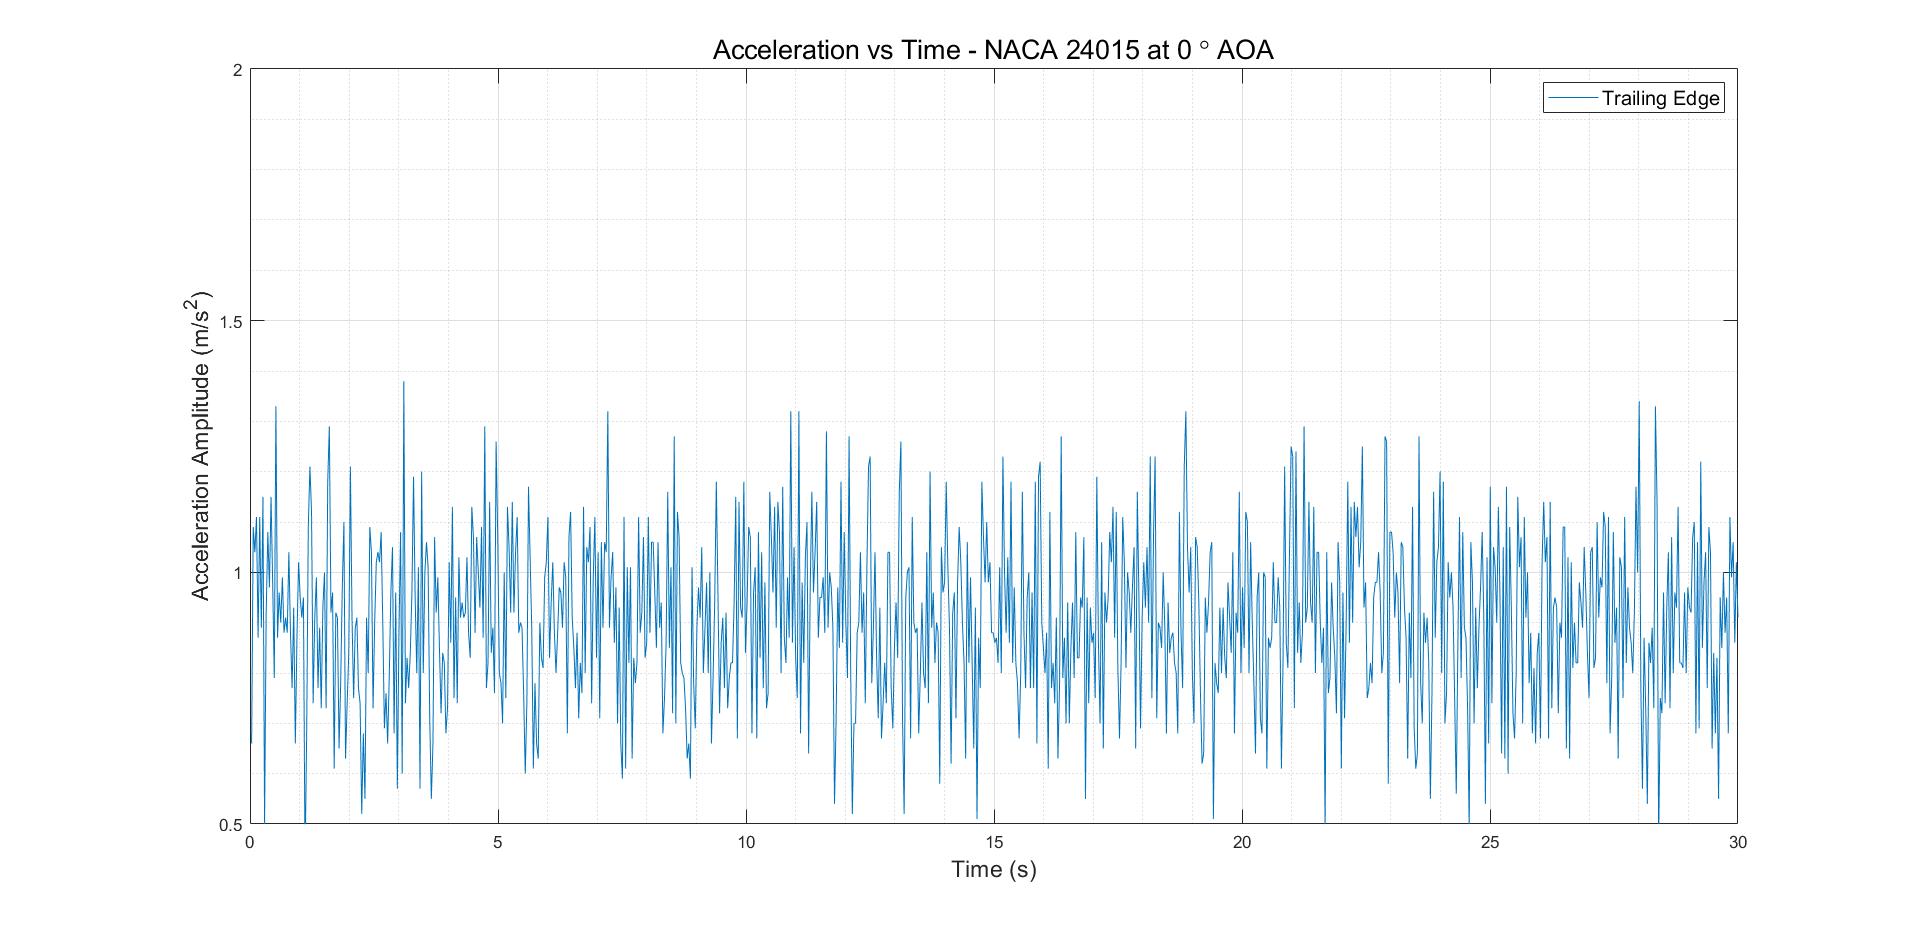 Acceleration vs Time - NACA 24015 at 0 ° AOA
2
Trailing Edge
1.5
1
0.5
Acceleration Amplitude (m/s²)
0 5 10 15 20 25 30
Time (s)